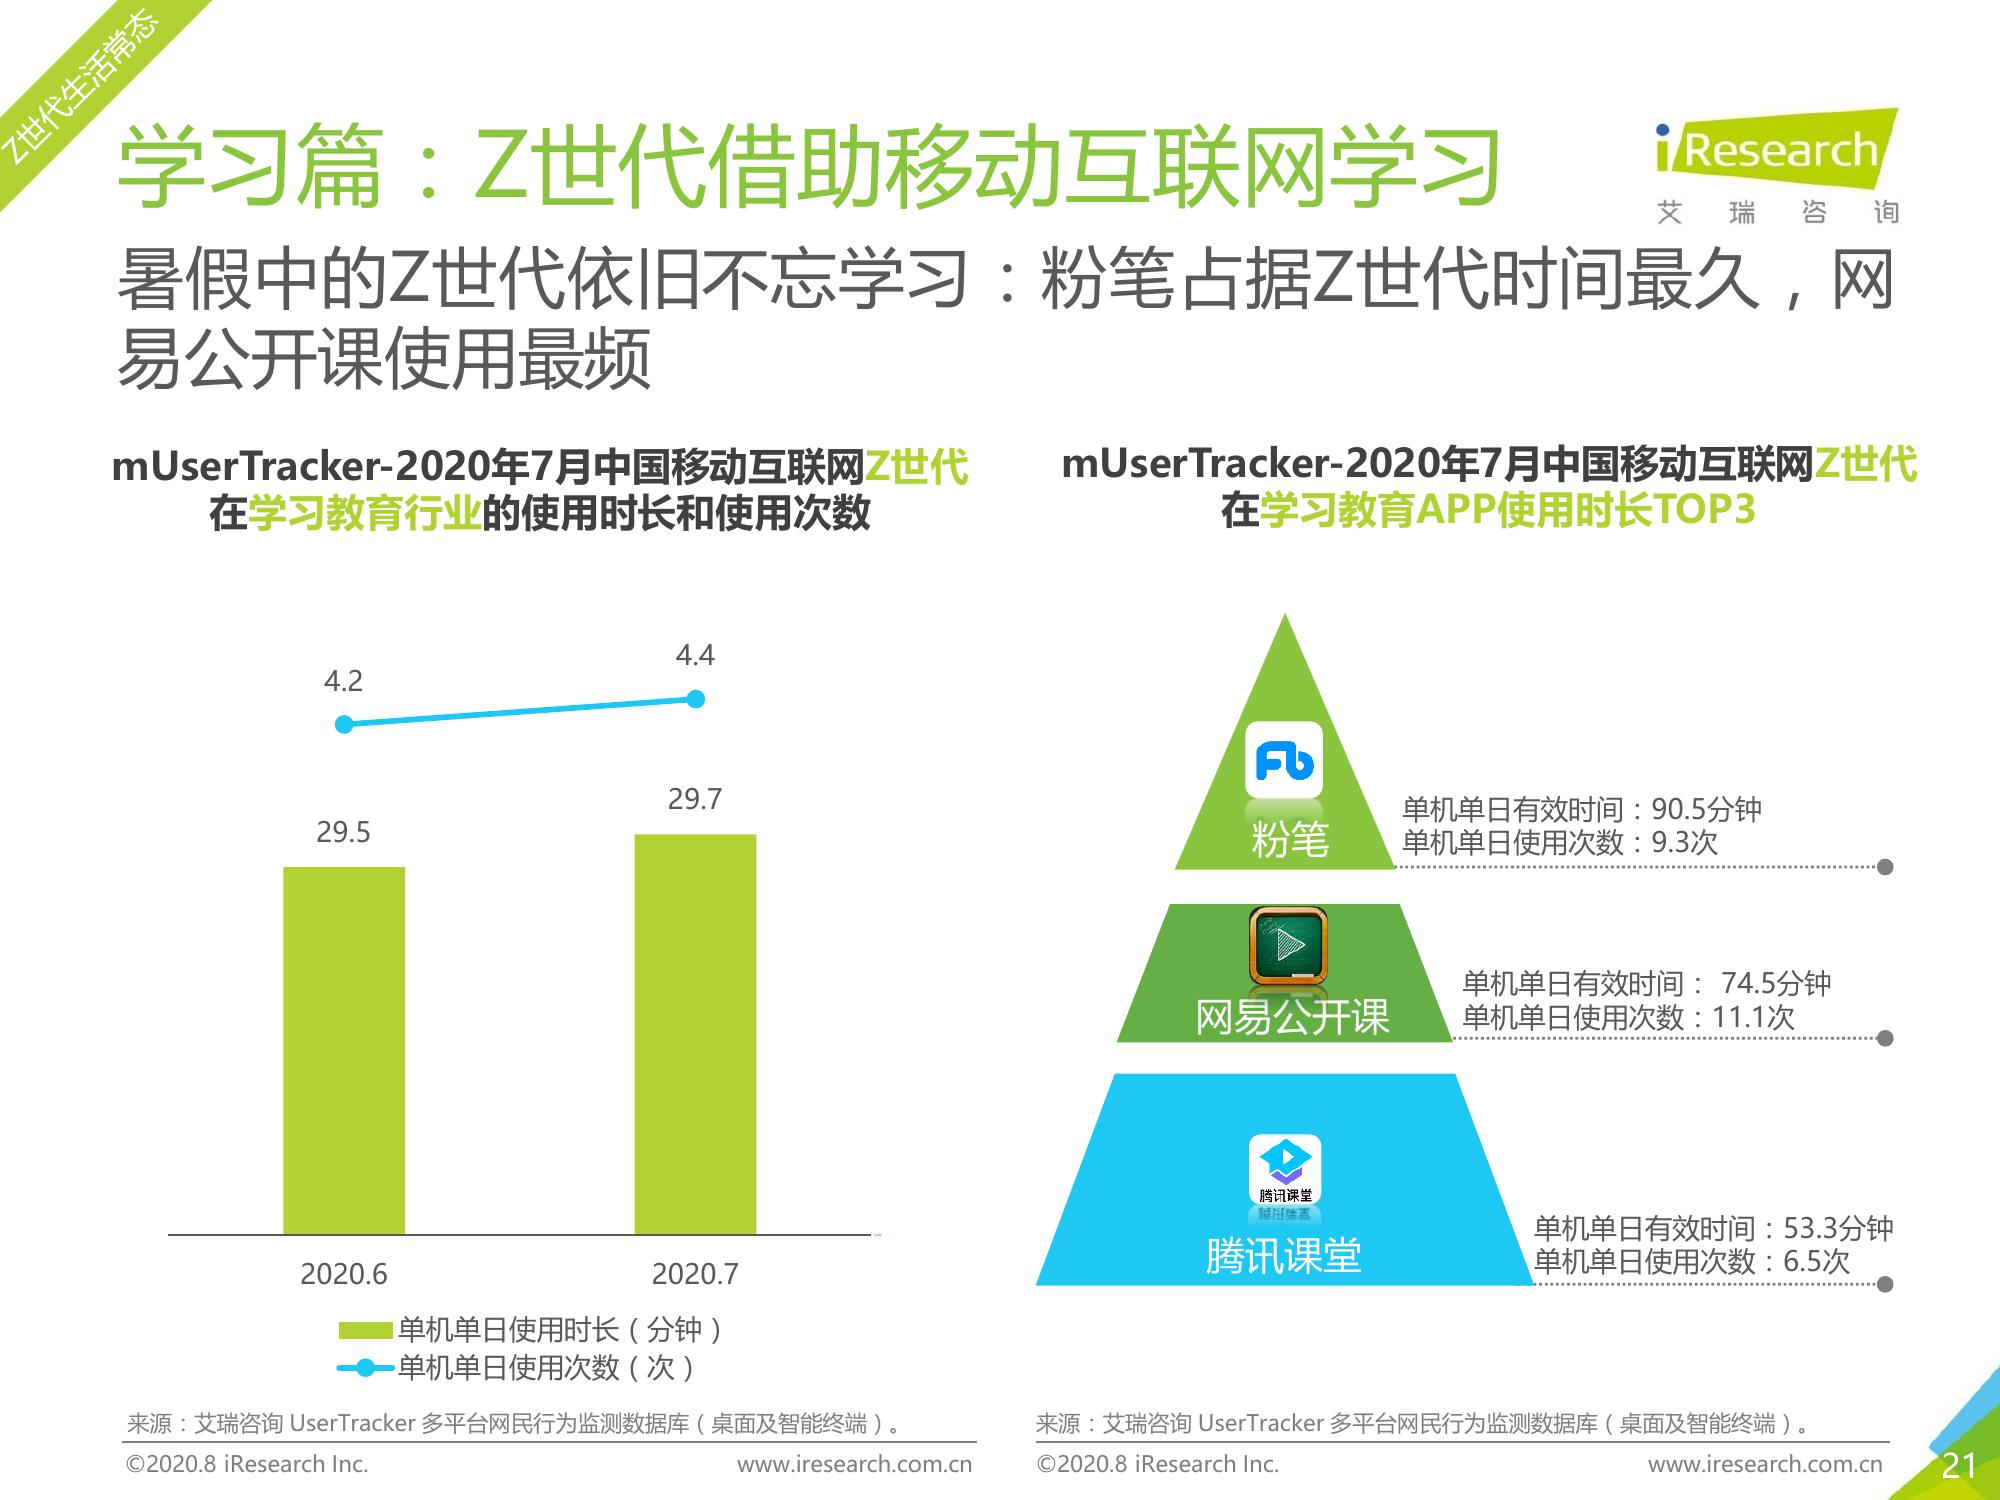 Z世代生活常态
学习篇：Z世代借助移动互联网学习
iResearch
艾瑞咨询
暑假中的Z世代依旧不忘学习：粉笔占据Z世代时间最久，网
易公开课使用最频
mUserTracker-2020年7月中国移动互联网Z世代
在学习教育行业的使用时长和使用次数
4.2
4.4
29.5
29.7
2020.6
2020.7
单机单日使用时长（分钟）
单机单日使用次数（次）
来源：艾瑞咨询 UserTracker 多平台网民行为监测数据库（桌面及智能终端）。
©2020.8 iResearch Inc.
www.iresearch.com.cn
mUserTracker-2020年7月中国移动互联网Z世代
在学习教育APP使用时长TOP3
Fb
粉笔
单机单日有效时间：90.5分钟
单机单日使用次数：9.3次
网易公开课
单机单日有效时间： 74.5分钟
单机单日使用次数：11.1次
腾讯课堂
腾讯课堂
单机单日有效时间：53.3分钟
单机单日使用次数：6.5次
来源：艾瑞咨询 UserTracker 多平台网民行为监测数据库（桌面及智能终端）。
©2020.8 iResearch Inc.
www.iresearch.com.cn
21